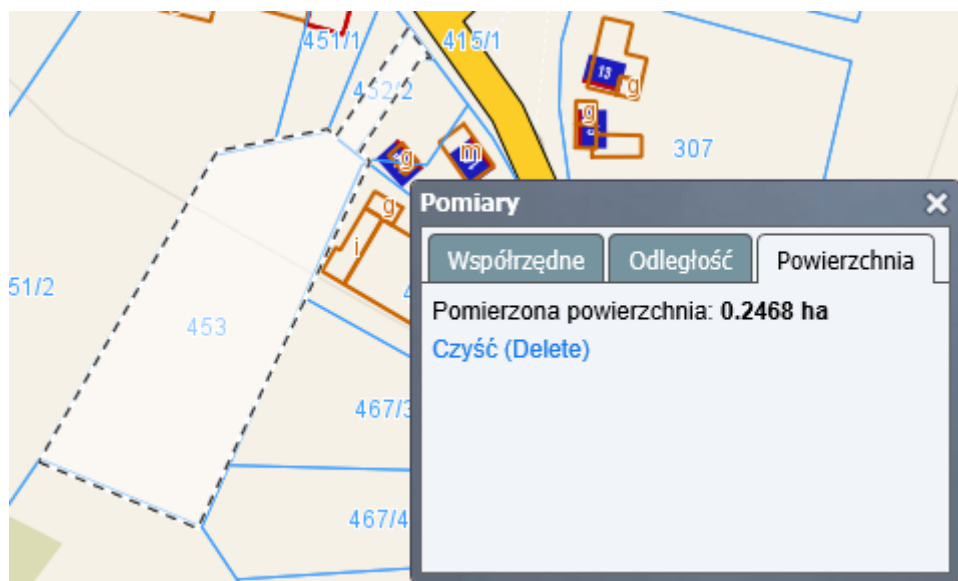 451/1
415/1
452/2
13
g
g
g
m
307
g
i
51/2
453
467/3
467/4
Pomiary
Współrzędne Odległość Powierzchnia
Pomierzona powierzchnia: 0.2468 ha
Czyść (Delete)